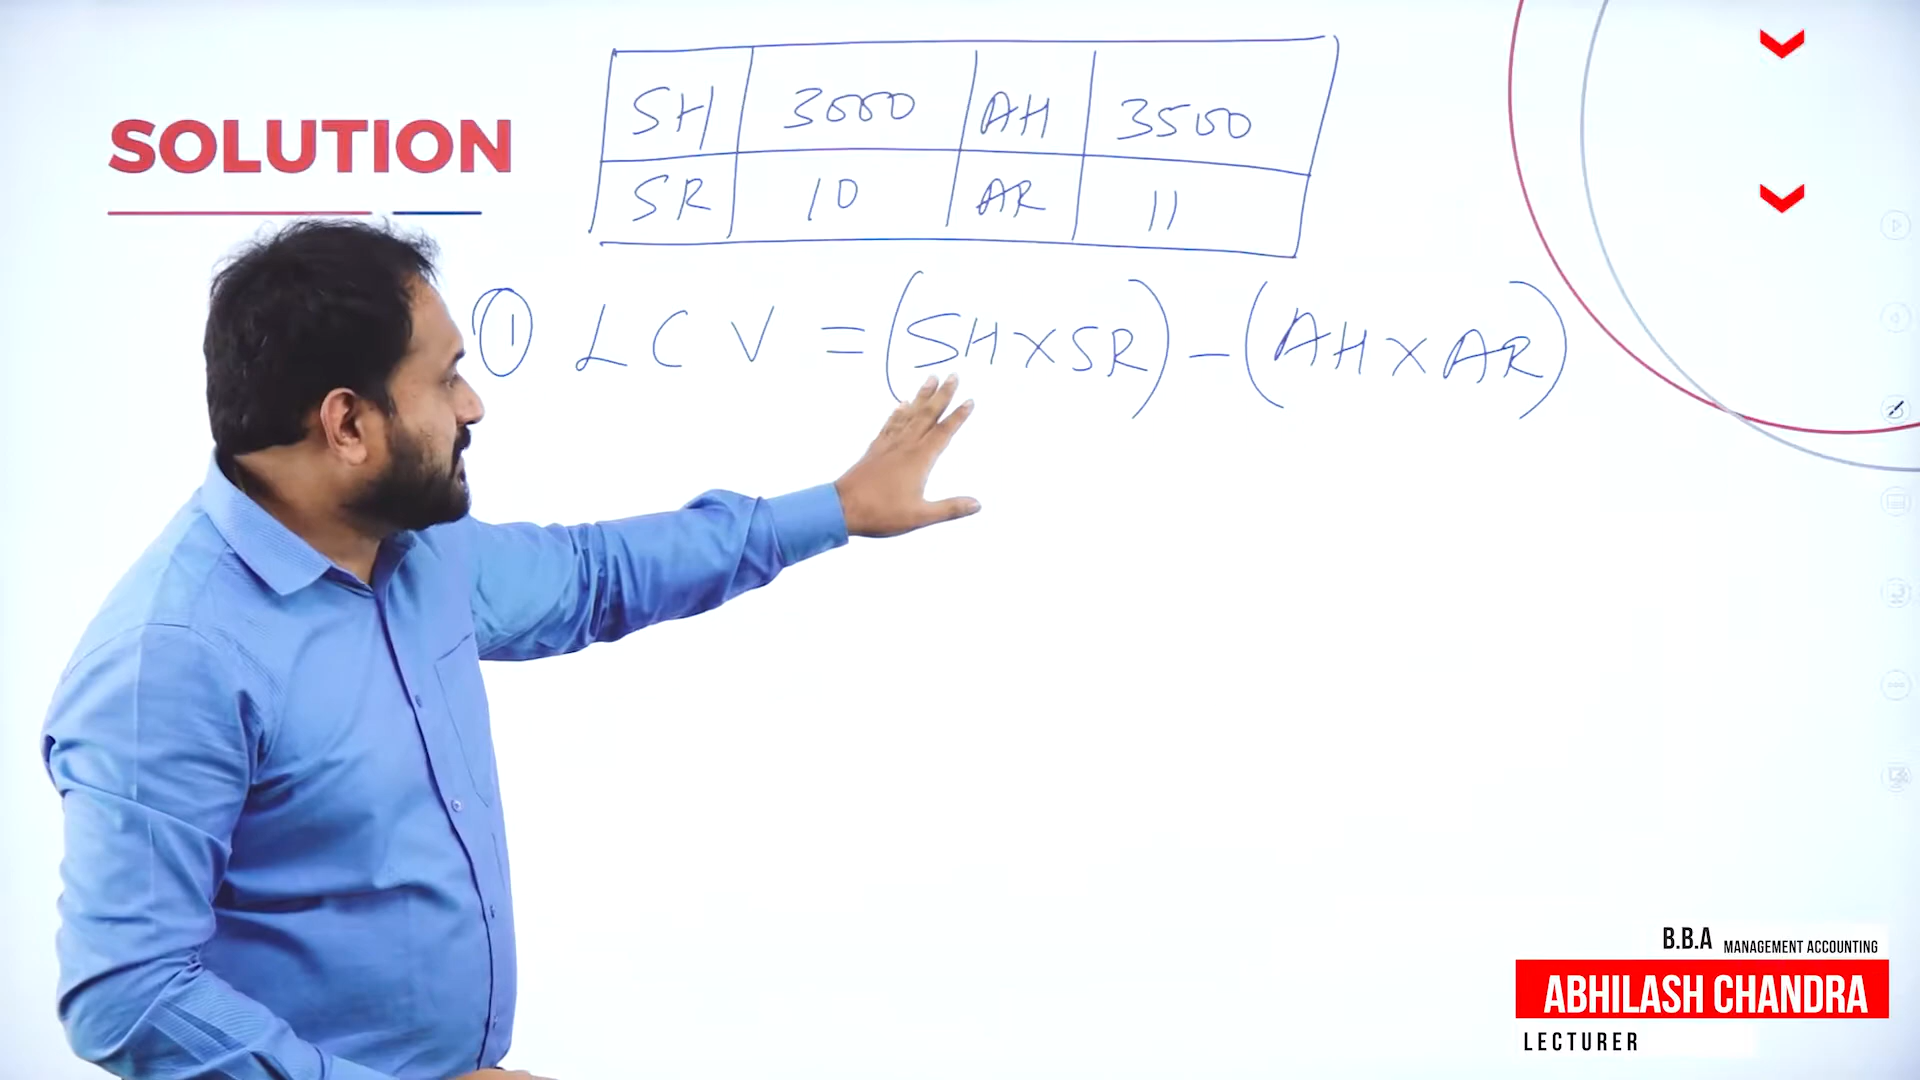 SOLUTION
SH 3000 AH 3500
SR 10 AR 11
① LCV = (SH×SR) − (AH×AR)
B.B.A MANAGEMENT ACCOUNTING
ABHILASH CHANDRA
LECTURER